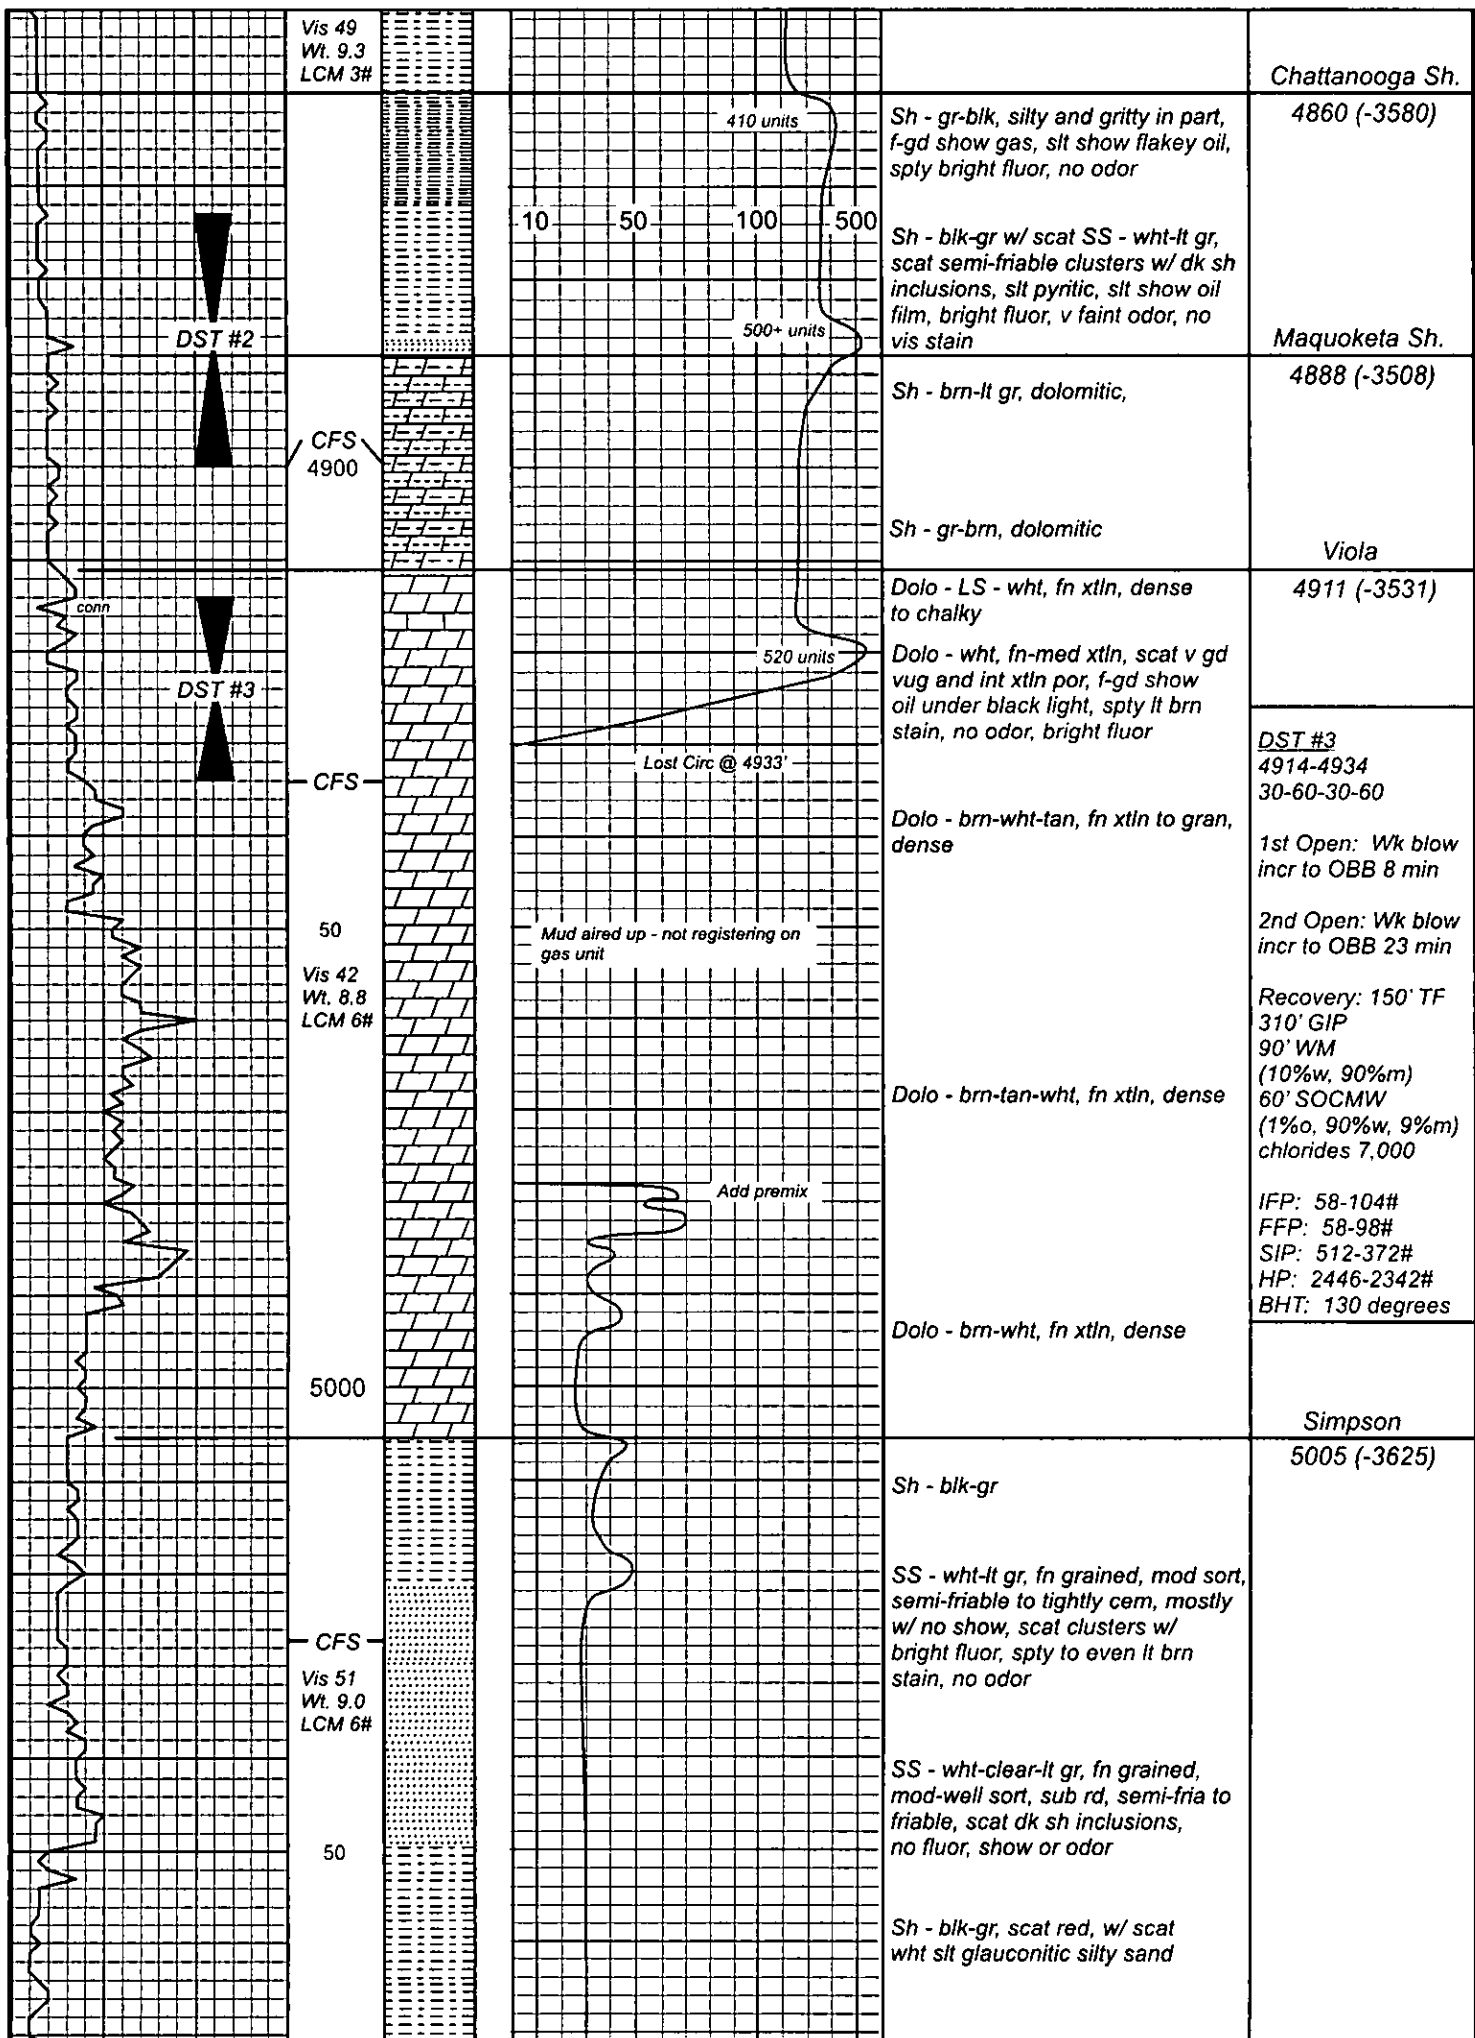 Vis 49
Wt. 9.3
LCM 3#
Chattanooga Sh.
4860 (-3580)
410 units
Sh - gr-blk, silty and gritty in part,
f-gd show gas, slt show flakey oil,
spty bright fluor, no odor
10 50 100 500
Sh - blk-gr w/ scat SS - wht-lt gr,
scat semi-friable clusters w/ dk sh
inclusions, slt pyritic, slt show oil
film, bright fluor, v faint odor, no
vis stain
DST #2
500+ units
Maquoketa Sh.
4888 (-3508)
Sh - brn-lt gr, dolomitic,
CFS
4900
Sh - gr-brn, dolomitic
Viola
4911 (-3531)
conn
Dolo - LS - wht, fn xtln, dense
to chalky
520 units
Dolo - wht, fn-med xtln, scat v gd
vug and int xtln por, f-gd show
oil under black light, spty lt brn
stain, no odor, bright fluor
DST #3
Lost Circ @ 4933'
CFS
Dolo - brn-wht-tan, fn xtln to gran,
dense
DST #3
4914-4934
30-60-30-60
1st Open: Wk blow
incr to OBB 8 min
2nd Open: Wk blow
incr to OBB 23 min
Recovery: 150' TF
310' GIP
90' WM
(10%w, 90%m)
60' SOCMW
(1%o, 90%w, 9%m)
chlorides 7,000
IFP: 58-104#
FFP: 58-98#
SIP: 512-372#
HP: 2446-2342#
BHT: 130 degrees
50
Mud aired up - not registering on
gas unit
Vis 42
Wt. 8.8
LCM 6#
Dolo - brn-tan-wht, fn xtln, dense
Add premix
Dolo - brn-wht, fn xtln, dense
5000
Simpson
5005 (-3625)
Sh - blk-gr
SS - wht-lt gr, fn grained, mod sort,
semi-friable to tightly cem, mostly
w/ no show, scat clusters w/
bright fluor, spty to even lt brn
stain, no odor
CFS
Vis 51
Wt. 9.0
LCM 6#
SS - wht-clear-lt gr, fn grained,
mod-well sort, sub rd, semi-fria to
friable, scat dk sh inclusions,
no fluor, show or odor
50
Sh - blk-gr, scat red, w/ scat
wht slt glauconitic silty sand